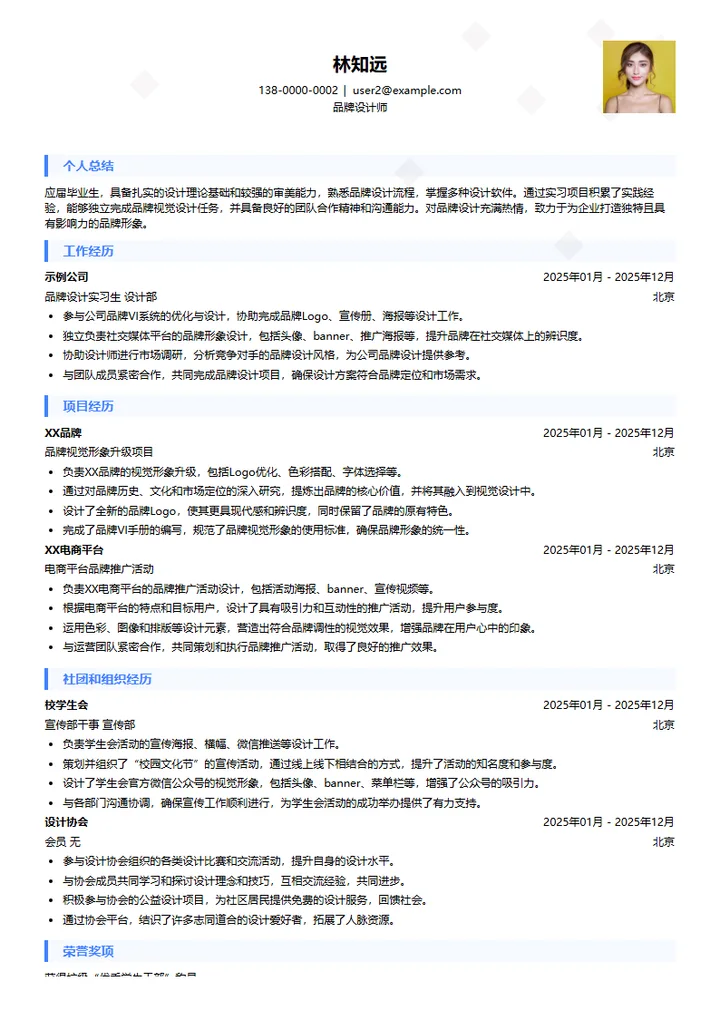 林知远
138-0000-0002 | user2@example.com
品牌设计师
个人总结
应届毕业生，具备扎实的设计理论基础和较强的审美能力，熟悉品牌设计流程，掌握多种设计软件。通过实习项目积累了实践经
验，能够独立完成品牌视觉设计任务，并具备良好的团队合作精神和沟通能力。对品牌设计充满热情，致力于为企业打造独特且具
有影响力的品牌形象。
工作经历
示例公司 2025年01月 - 2025年12月
品牌设计实习生 设计部 北京
• 参与公司品牌VI系统的优化与设计，协助完成品牌Logo、宣传册、海报等设计工作。
• 独立负责社交媒体平台的品牌形象设计，包括头像、banner、推广海报等，提升品牌在社交媒体上的辨识度。
• 协助设计师进行市场调研，分析竞争对手的品牌设计风格，为公司品牌设计提供参考。
• 与团队成员紧密合作，共同完成品牌设计项目，确保设计方案符合品牌定位和市场需求。
项目经历
XX品牌 2025年01月 - 2025年12月
品牌视觉形象升级项目 北京
• 负责XX品牌的视觉形象升级，包括Logo优化、色彩搭配、字体选择等。
• 通过对品牌历史、文化和市场定位的深入研究，提炼出品牌的核心价值，并将其融入到视觉设计中。
• 设计了全新的品牌Logo，使其更具现代感和辨识度，同时保留了品牌的原有特色。
• 完成了品牌VI手册的编写，规范了品牌视觉形象的使用标准，确保品牌形象的统一性。
XX电商平台 2025年01月 - 2025年12月
电商平台品牌推广活动 北京
• 负责XX电商平台的品牌推广活动设计，包括活动海报、banner、宣传视频等。
• 根据电商平台的特点和目标用户，设计了具有吸引力和互动性的推广活动，提升用户参与度。
• 运用色彩、图像和排版等设计元素，营造出符合品牌调性的视觉效果，增强品牌在用户心中的印象。
• 与运营团队紧密合作，共同策划和执行品牌推广活动，取得了良好的推广效果。
社团和组织经历
校学生会 2025年01月 - 2025年12月
宣传部干事 宣传部 北京
• 负责学生会活动的宣传海报、横幅、微信推送等设计工作。
• 策划并组织了“校园文化节”的宣传活动，通过线上线下相结合的方式，提升了活动的知名度和参与度。
• 设计了学生会官方微信公众号的视觉形象，包括头像、banner、菜单栏等，增强了公众号的吸引力。
• 与各部门沟通协调，确保宣传工作顺利进行，为学生会活动的成功举办提供了有力支持。
设计协会 2025年01月 - 2025年12月
会员 无 北京
• 参与设计协会组织的各类设计比赛和交流活动，提升自身的设计水平。
• 与协会成员共同学习和探讨设计理念和技巧，互相交流经验，共同进步。
• 积极参与协会的公益设计项目，为社区居民提供免费的设计服务，回馈社会。
• 通过协会平台，结识了许多志同道合的设计爱好者，拓展了人脉资源。
荣誉奖项